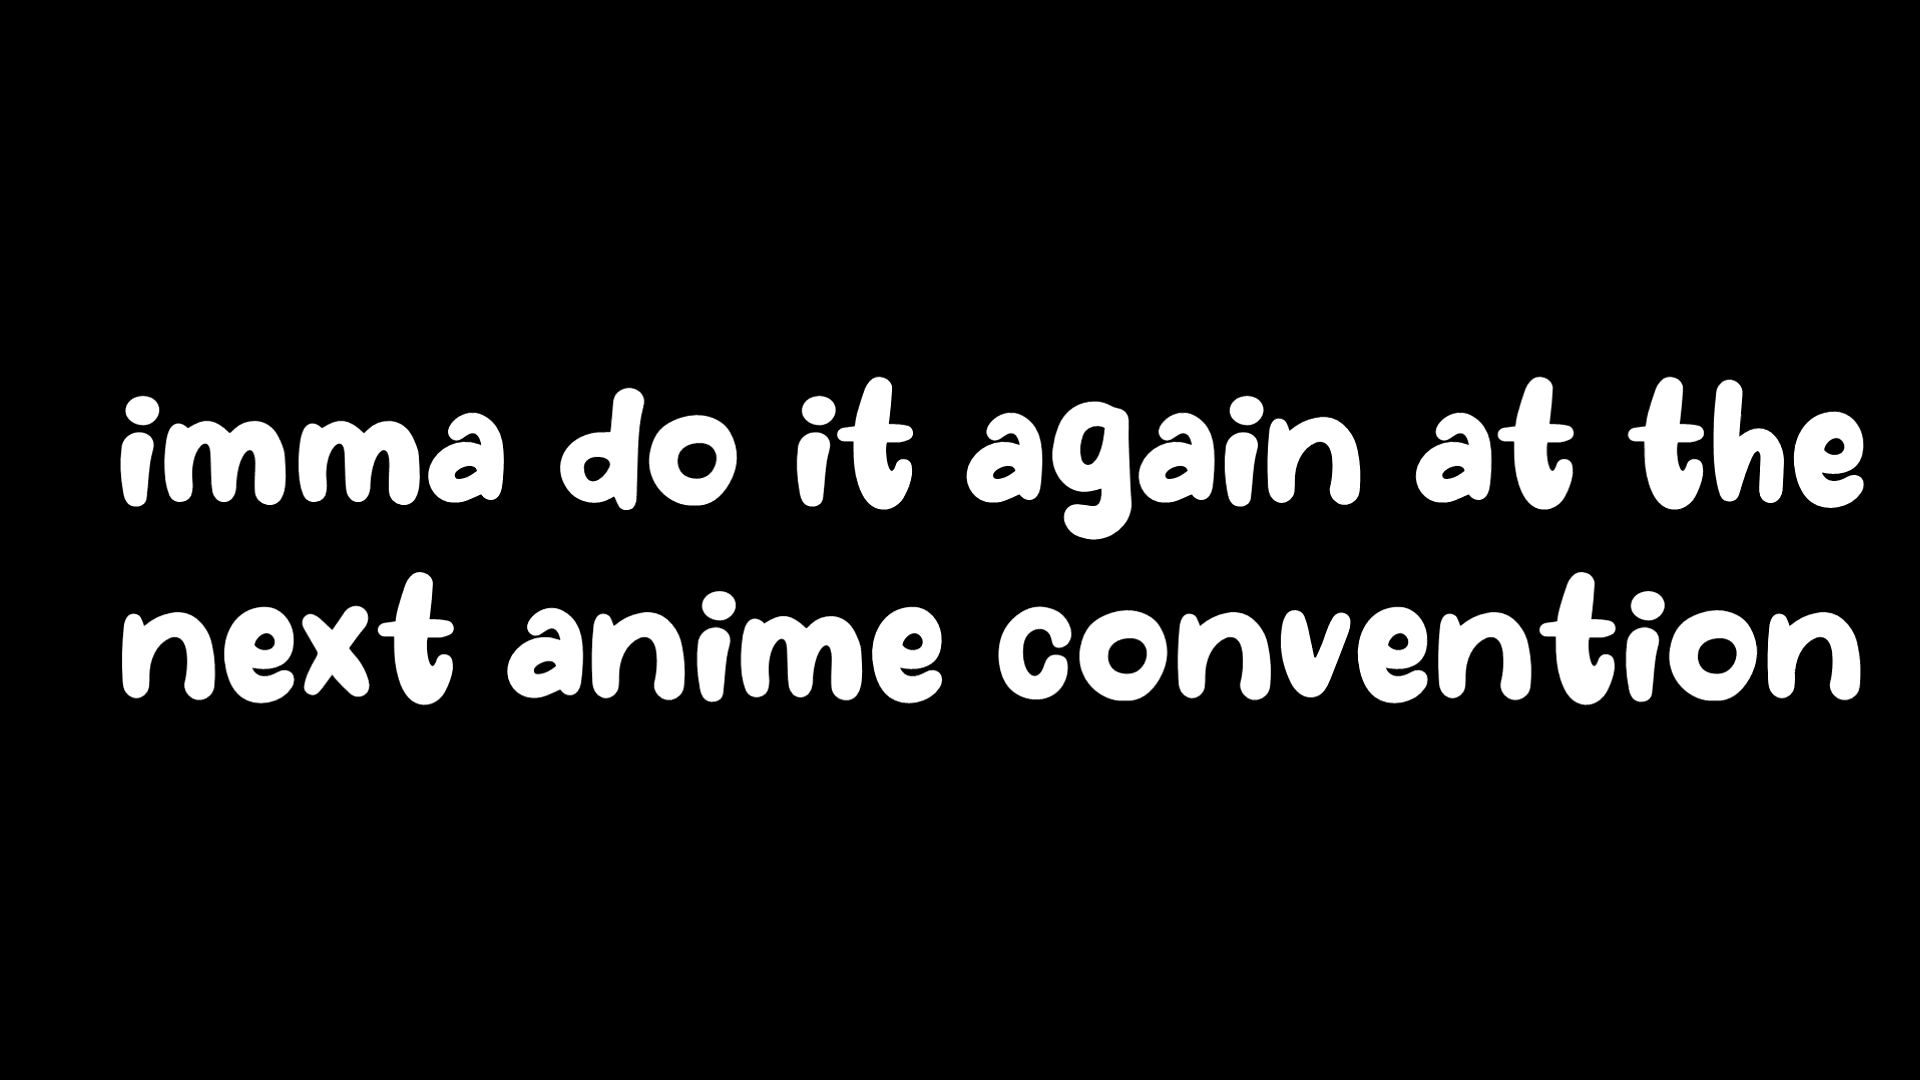 imma do it again at the
next anime convention